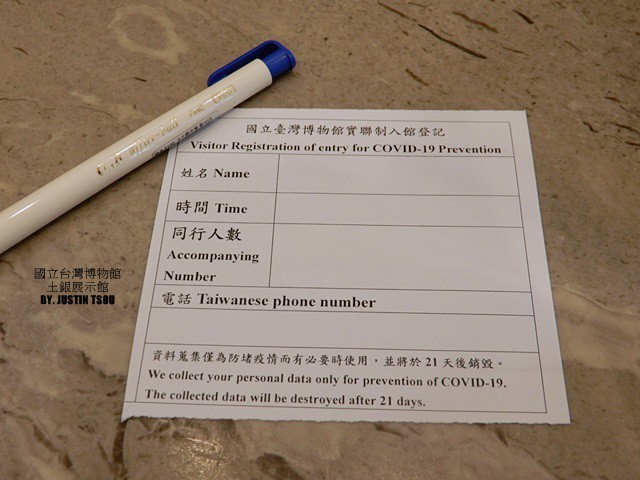 國立臺灣博物館實聯制入館登記
Visitor Registration of entry for COVID-19 Prevention
姓名 Name
時間 Time
同行人數
Accompanying
Number
電話 Taiwanese phone number
資料蒐集僅為防堵疫情而有必要時使用，並將於 21 天後銷毀。
We collect your personal data only for prevention of COVID-19.
The collected data will be destroyed after 21 days.
國立台灣博物館
土銀展示館
BY. JUSTIN TSOU